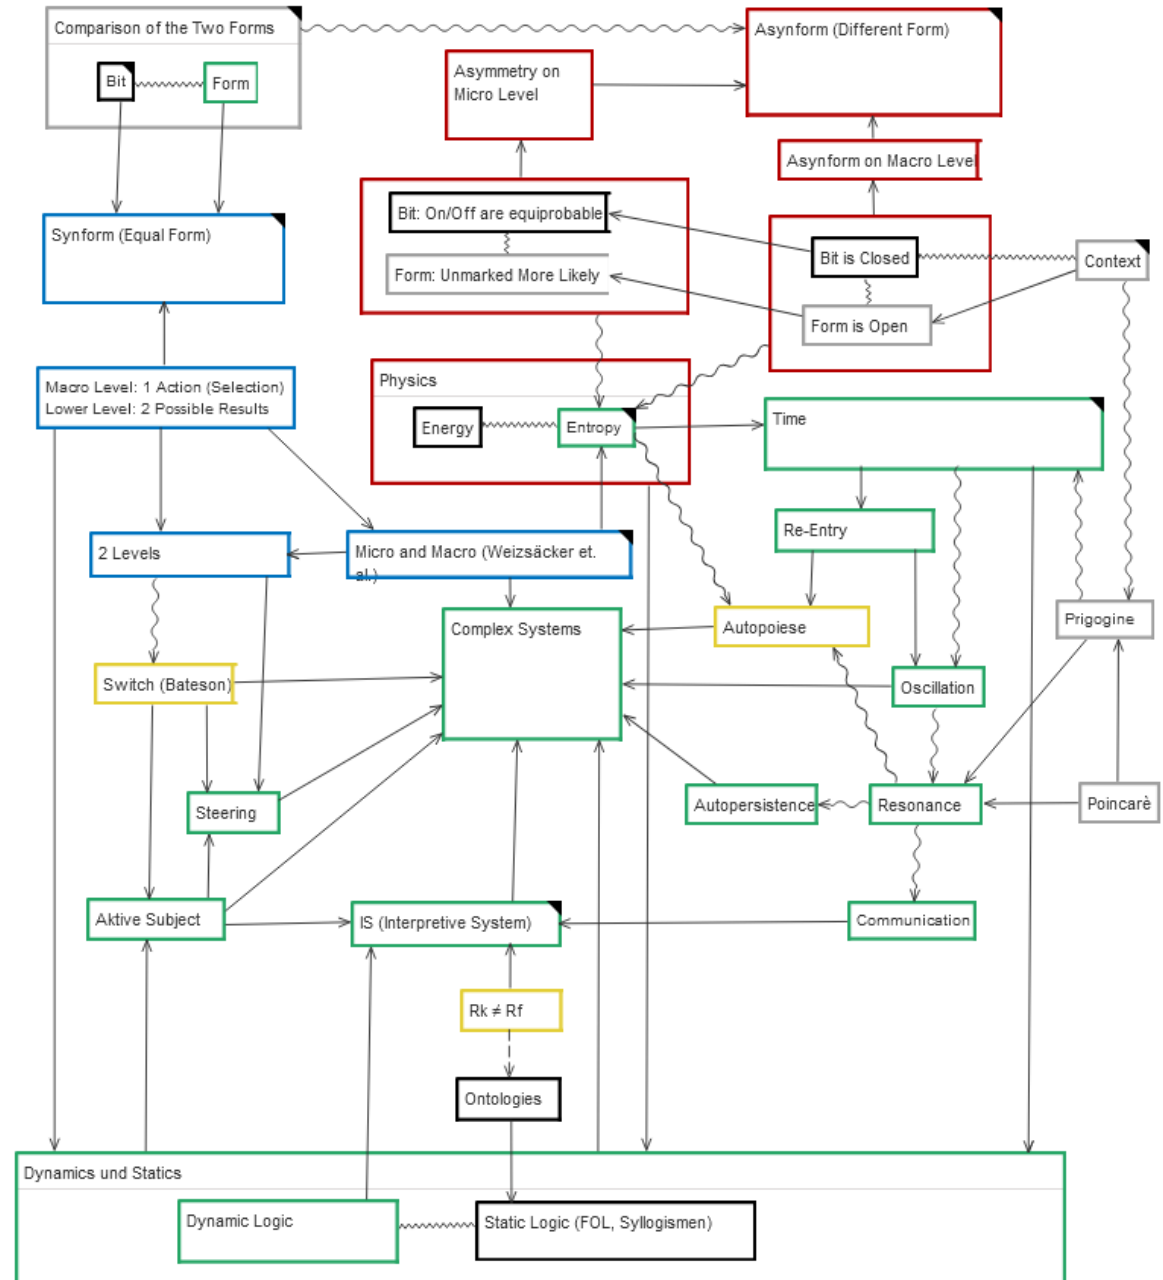 Comparison of the Two Forms
Bit
Form
Asynform (Different Form)
Asymmetry on
Micro Level
Asynform on Macro Level
Synform (Equal Form)
Bit: On/Off are equiprobable
Form: Unmarked More Likely
Bit is Closed
Form is Open
Context
Macro Level: 1 Action (Selection)
Lower Level: 2 Possible Results
Physics
Energy
Entropy
Time
Re-Entry
2 Levels
Micro and Macro (Weizsäcker et.
al.)
Complex Systems
Autopoiese
Prigogine
Switch (Bateson)
Oscillation
Steering
Autopersistence
Resonance
Poincarè
Aktive Subject
IS (Interpretive System)
Communication
Rk ≠ Rf
Ontologies
Dynamics und Statics
Dynamic Logic
Static Logic (FOL, Syllogismen)